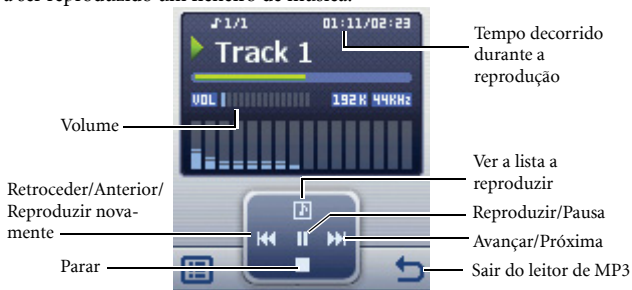 a ser reproduzido um ficheiro de música.
1/1 01:11/02:23
Track 1
VOL 192K 44KHz
Tempo decorrido
durante a
reprodução
Volume
Ver a lista a
reproduzir
Retroceder/Anterior/
Reproduzir nova-
mente
Reproduzir/Pausa
Avançar/Próxima
Parar
Sair do leitor de MP3